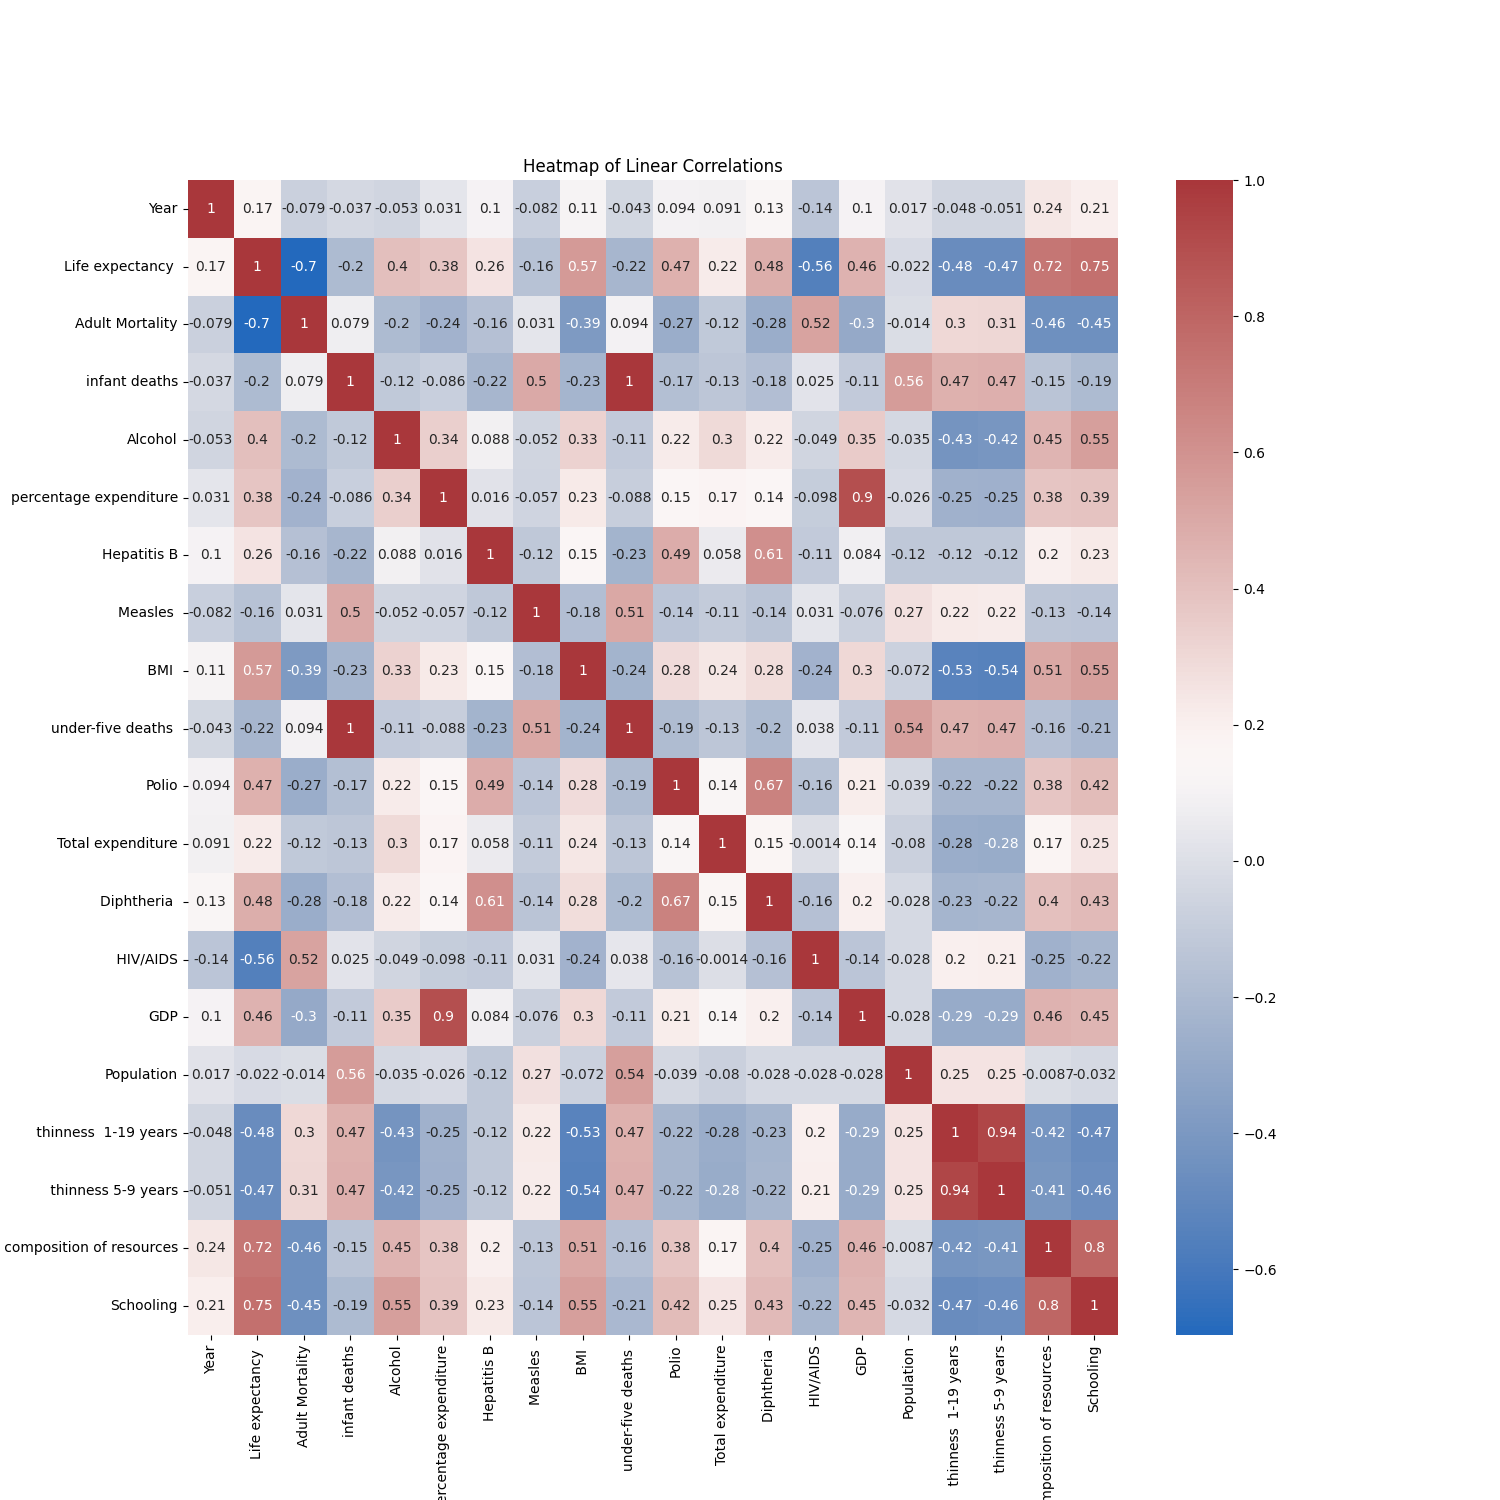 Heatmap of Linear Correlations
Year 1 0.17 -0.079 -0.037 -0.053 0.031 0.1 -0.082 0.11 -0.043 0.094 0.091 0.13 -0.14 0.1 0.017 -0.048 -0.051 0.24 0.21
Life expectancy 0.17 1 -0.7 -0.2 0.4 0.38 0.26 -0.16 0.57 -0.22 0.47 0.22 0.48 -0.56 0.46 -0.022 -0.48 -0.47 0.72 0.75
Adult Mortality -0.079 -0.7 1 0.079 -0.2 -0.24 -0.16 0.031 -0.39 0.094 -0.27 -0.12 -0.28 0.52 -0.3 -0.014 0.3 0.31 -0.46 -0.45
infant deaths -0.037 -0.2 0.079 1 -0.12 -0.086 -0.22 0.5 -0.23 1 -0.17 -0.13 -0.18 0.025 -0.11 0.56 0.47 0.47 -0.15 -0.19
Alcohol -0.053 0.4 -0.2 -0.12 1 0.34 0.088 -0.052 0.33 -0.11 0.22 0.3 0.22 -0.049 0.35 -0.035 -0.43 -0.42 0.45 0.55
percentage expenditure 0.031 0.38 -0.24 -0.086 0.34 1 0.016 -0.057 0.23 -0.088 0.15 0.17 0.14 -0.098 0.9 -0.026 -0.25 -0.25 0.38 0.39
Hepatitis B 0.1 0.26 -0.16 -0.22 0.088 0.016 1 -0.12 0.15 -0.23 0.49 0.058 0.61 -0.11 0.084 -0.12 -0.12 -0.12 0.2 0.23
Measles -0.082 -0.16 0.031 0.5 -0.052 -0.057 -0.12 1 -0.18 0.51 -0.14 -0.11 -0.14 0.031 -0.076 0.27 0.22 0.22 -0.13 -0.14
BMI 0.11 0.57 -0.39 -0.23 0.33 0.23 0.15 -0.18 1 -0.24 0.28 0.24 0.28 -0.24 0.3 -0.072 -0.53 -0.54 0.51 0.55
under-five deaths -0.043 -0.22 0.094 1 -0.11 -0.088 -0.23 0.51 -0.24 1 -0.19 -0.13 -0.2 0.038 -0.11 0.54 0.47 0.47 -0.16 -0.21
Polio 0.094 0.47 -0.27 -0.17 0.22 0.15 0.49 -0.14 0.28 -0.19 1 0.14 0.67 -0.16 0.21 -0.039 -0.22 -0.22 0.38 0.42
Total expenditure 0.091 0.22 -0.12 -0.13 0.3 0.17 0.058 -0.11 0.24 -0.13 0.14 1 0.15 -0.0014 0.14 -0.08 -0.28 -0.28 0.17 0.25
Diphtheria 0.13 0.48 -0.28 -0.18 0.22 0.14 0.61 -0.14 0.28 -0.2 0.67 0.15 1 -0.16 0.2 -0.028 -0.23 -0.22 0.4 0.43
HIV/AIDS -0.14 -0.56 0.52 0.025 -0.049 -0.098 -0.11 0.031 -0.24 0.038 -0.16 -0.0014 -0.16 1 -0.14 -0.028 0.2 0.21 -0.25 -0.22
GDP 0.1 0.46 -0.3 -0.11 0.35 0.9 0.084 -0.076 0.3 -0.11 0.21 0.14 0.2 -0.14 1 -0.028 -0.29 -0.29 0.46 0.45
Population 0.017 -0.022 -0.014 0.56 -0.035 -0.026 -0.12 0.27 -0.072 0.54 -0.039 -0.08 -0.028 -0.028 -0.028 1 0.25 0.25 -0.0087 -0.032
thinness 1-19 years -0.048 -0.48 0.3 0.47 -0.43 -0.25 -0.12 0.22 -0.53 0.47 -0.22 -0.28 -0.23 0.2 -0.29 0.25 1 0.94 -0.42 -0.47
thinness 5-9 years -0.051 -0.47 0.31 0.47 -0.42 -0.25 -0.12 0.22 -0.54 0.47 -0.22 -0.28 -0.22 0.21 -0.29 0.25 0.94 1 -0.41 -0.46
composition of resources 0.24 0.72 -0.46 -0.15 0.45 0.38 0.2 -0.13 0.51 -0.16 0.38 0.17 0.4 -0.25 0.46 -0.0087 -0.42 -0.41 1 0.8
Schooling 0.21 0.75 -0.45 -0.19 0.55 0.39 0.23 -0.14 0.55 -0.21 0.42 0.25 0.43 -0.22 0.45 -0.032 -0.47 -0.46 0.8 1
Year
Life expectancy
Adult Mortality
infant deaths
Alcohol
ercentage expenditure
Hepatitis B
Measles
BMI
under-five deaths
Polio
Total expenditure
Diphtheria
HIV/AIDS
GDP
Population
thinness 1-19 years
thinness 5-9 years
mposition of resources
Schooling
1.0
0.8
0.6
0.4
0.2
0.0
−0.2
−0.4
−0.6